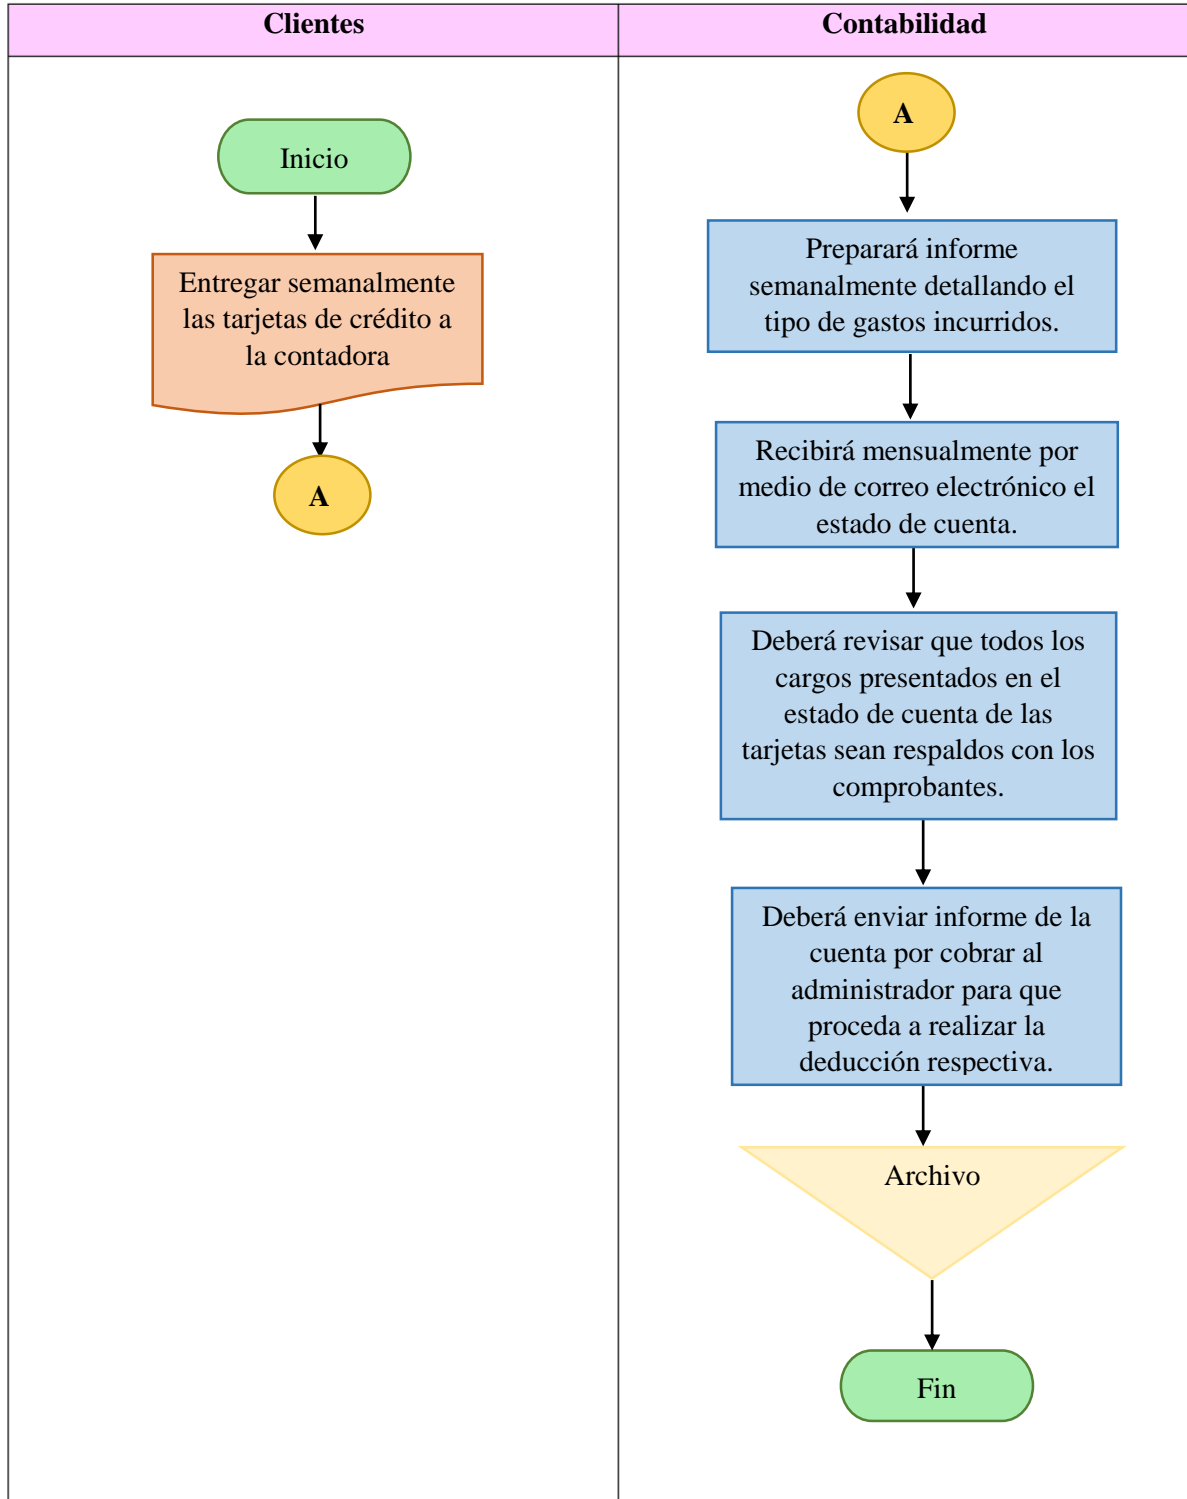 Clientes
Contabilidad
Inicio
Entregar semanalmente
las tarjetas de crédito a
la contadora
A
A
Preparará informe
semanalmente detallando el
tipo de gastos incurridos.
Recibirá mensualmente por
medio de correo electrónico el
estado de cuenta.
Deberá revisar que todos los
cargos presentados en el
estado de cuenta de las
tarjetas sean respaldos con los
comprobantes.
Deberá enviar informe de la
cuenta por cobrar al
administrador para que
proceda a realizar la
deducción respectiva.
Archivo
Fin